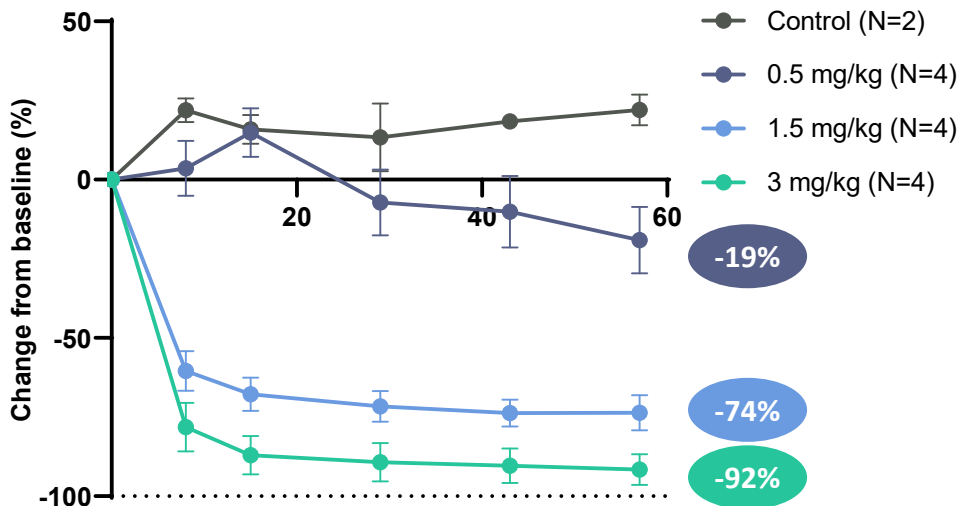 Change from baseline (%)
50
0
-50
-100
20
40
60
Control (N=2)
0.5 mg/kg (N=4)
1.5 mg/kg (N=4)
3 mg/kg (N=4)
-19%
-74%
-92%